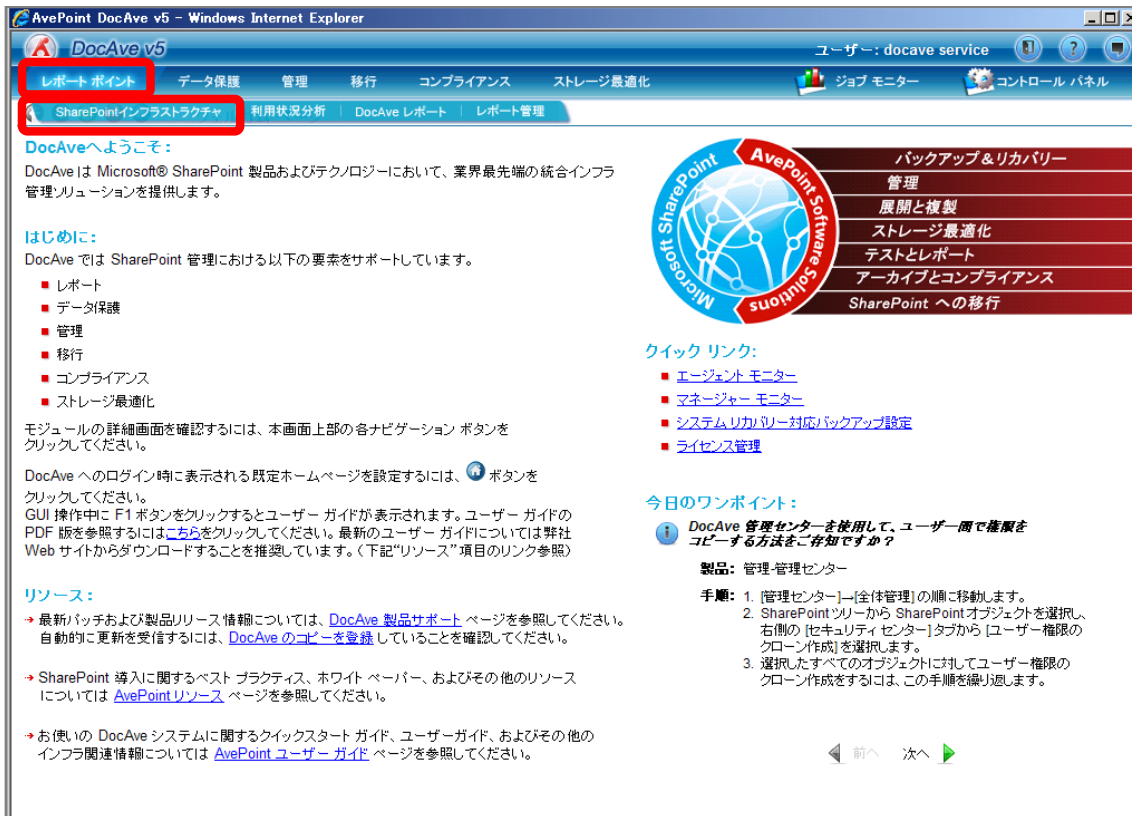 AvePoint DocAve v5 - Windows Internet Explorer
DocAve v5
ユーザー: docave service
レポート ポイント
データ保護
管理
移行
コンプライアンス
ストレージ最適化
ジョブ モニター
コントロール パネル
SharePointインフラストラクチャ
利用状況分析
DocAve レポート
レポート管理
DocAveへようこそ:
DocAve は Microsoft® SharePoint 製品およびテクノロジーにおいて、業界最先端の統合インフラ
管理ソリューションを提供します。
はじめに:
DocAve では SharePoint 管理における以下の要素をサポートしています。
レポート
データ保護
管理
移行
コンプライアンス
ストレージ最適化
モジュールの詳細画面を確認するには、本画面上部の各ナビゲーション ボタンを
クリックしてください。
DocAve へのログイン時に表示される既定ホームページを設定するには、 ボタンを
クリックしてください。
GUI 操作中に F1 ボタンをクリックするとユーザー ガイドが表示されます。ユーザー ガイドの
PDF 版を参照するにはこちらをクリックしてください。最新のユーザー ガイドについては弊社
Web サイトからダウンロードすることを推奨しています。(下記"リソース"項目のリンク参照)
リソース:
最新パッチおよび製品リリース情報については、DocAve 製品サポート ページを参照してください。
自動的に更新を受信するには、DocAve のコピーを登録 していることを確認してください。
SharePoint 導入に関するベスト プラクティス、ホワイト ペーパー、およびその他のリソース
については AvePoint リソース ページを参照してください。
お使いの DocAve システムに関するクイックスタート ガイド、ユーザーガイド、およびその他の
インフラ関連情報については AvePoint ユーザー ガイド ページを参照してください。
Microsoft SharePoint
AvePoint Software Solutions
バックアップ＆リカバリー
管理
展開と複製
ストレージ最適化
テストとレポート
アーカイブとコンプライアンス
SharePoint への移行
クイック リンク:
エージェント モニター
マネージャー モニター
システム リカバリー対応バックアップ設定
ライセンス管理
今日のワンポイント:
DocAve 管理センターを使用して、ユーザー間で権限を
コピーする方法をご存知ですか？
製品: 管理-管理センター
手順: 1. [管理センター]→[全体管理] の順に移動します。
2. SharePoint ツリーから SharePoint オブジェクトを選択し、
右側の [セキュリティ センター] タブから [ユーザー権限の
クローン作成] を選択します。
3. 選択したすべてのオブジェクトに対してユーザー権限の
クローン作成をするには、この手順を繰り返します。
前へ 次へ